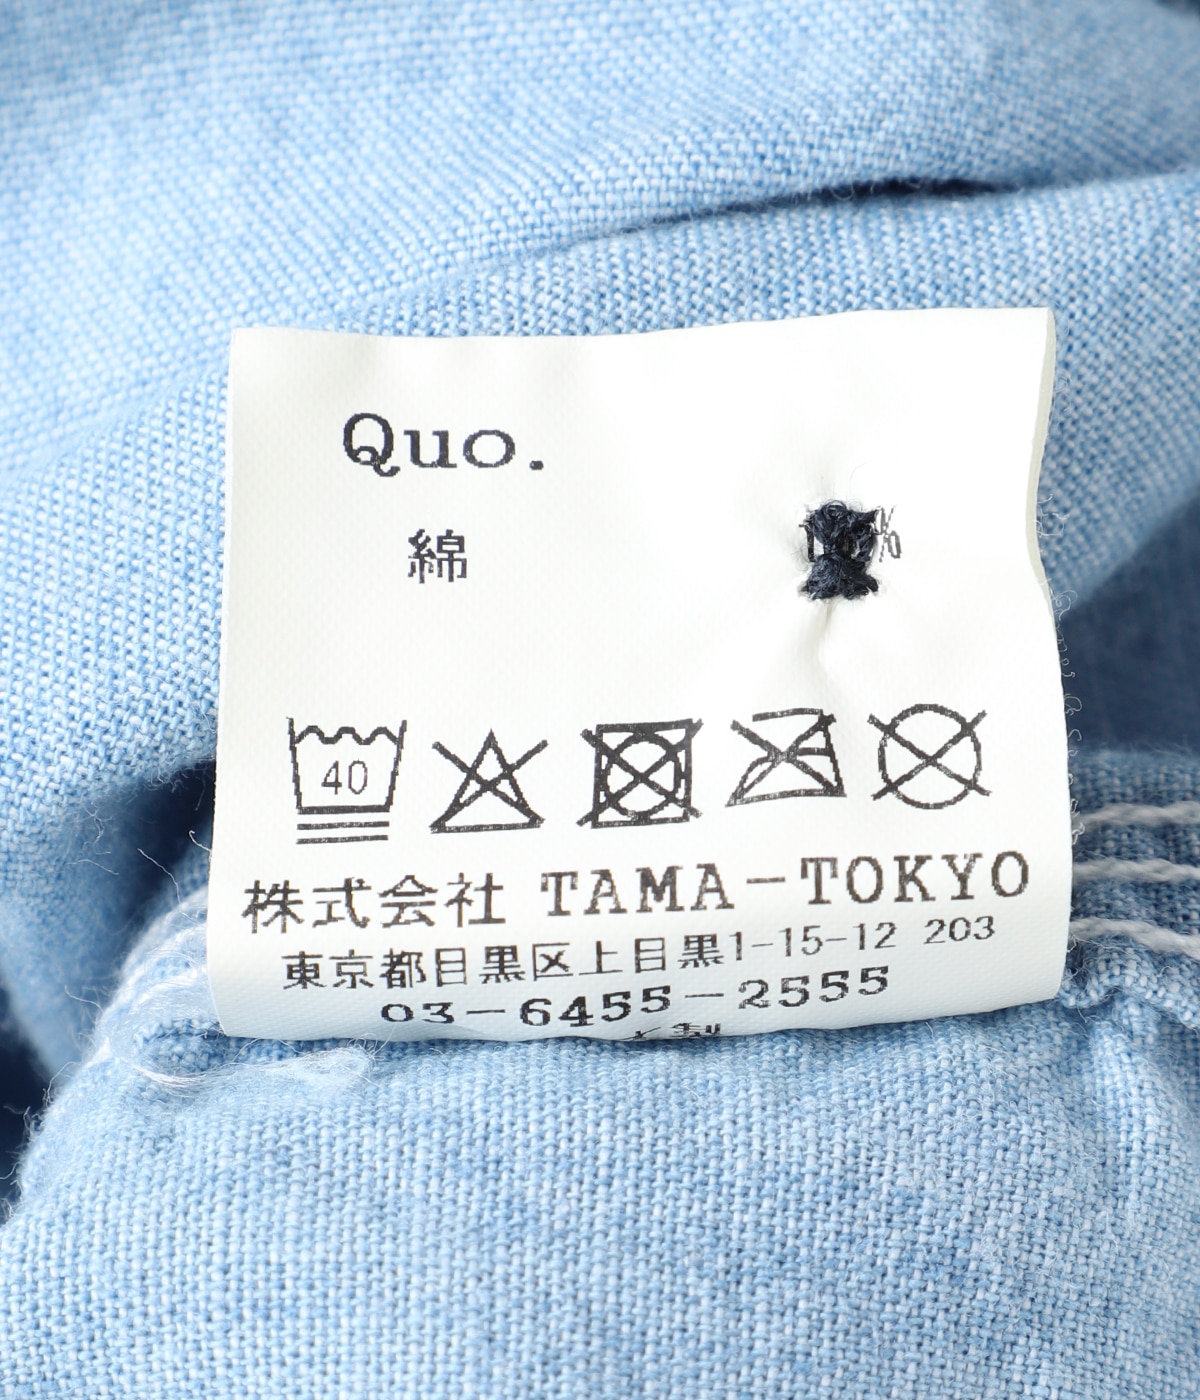 Quo.
綿 %
40
株式会社 TAMA-TOKYO
東京都目黒区上目黒1-15-12 203
03-6455-2555
製